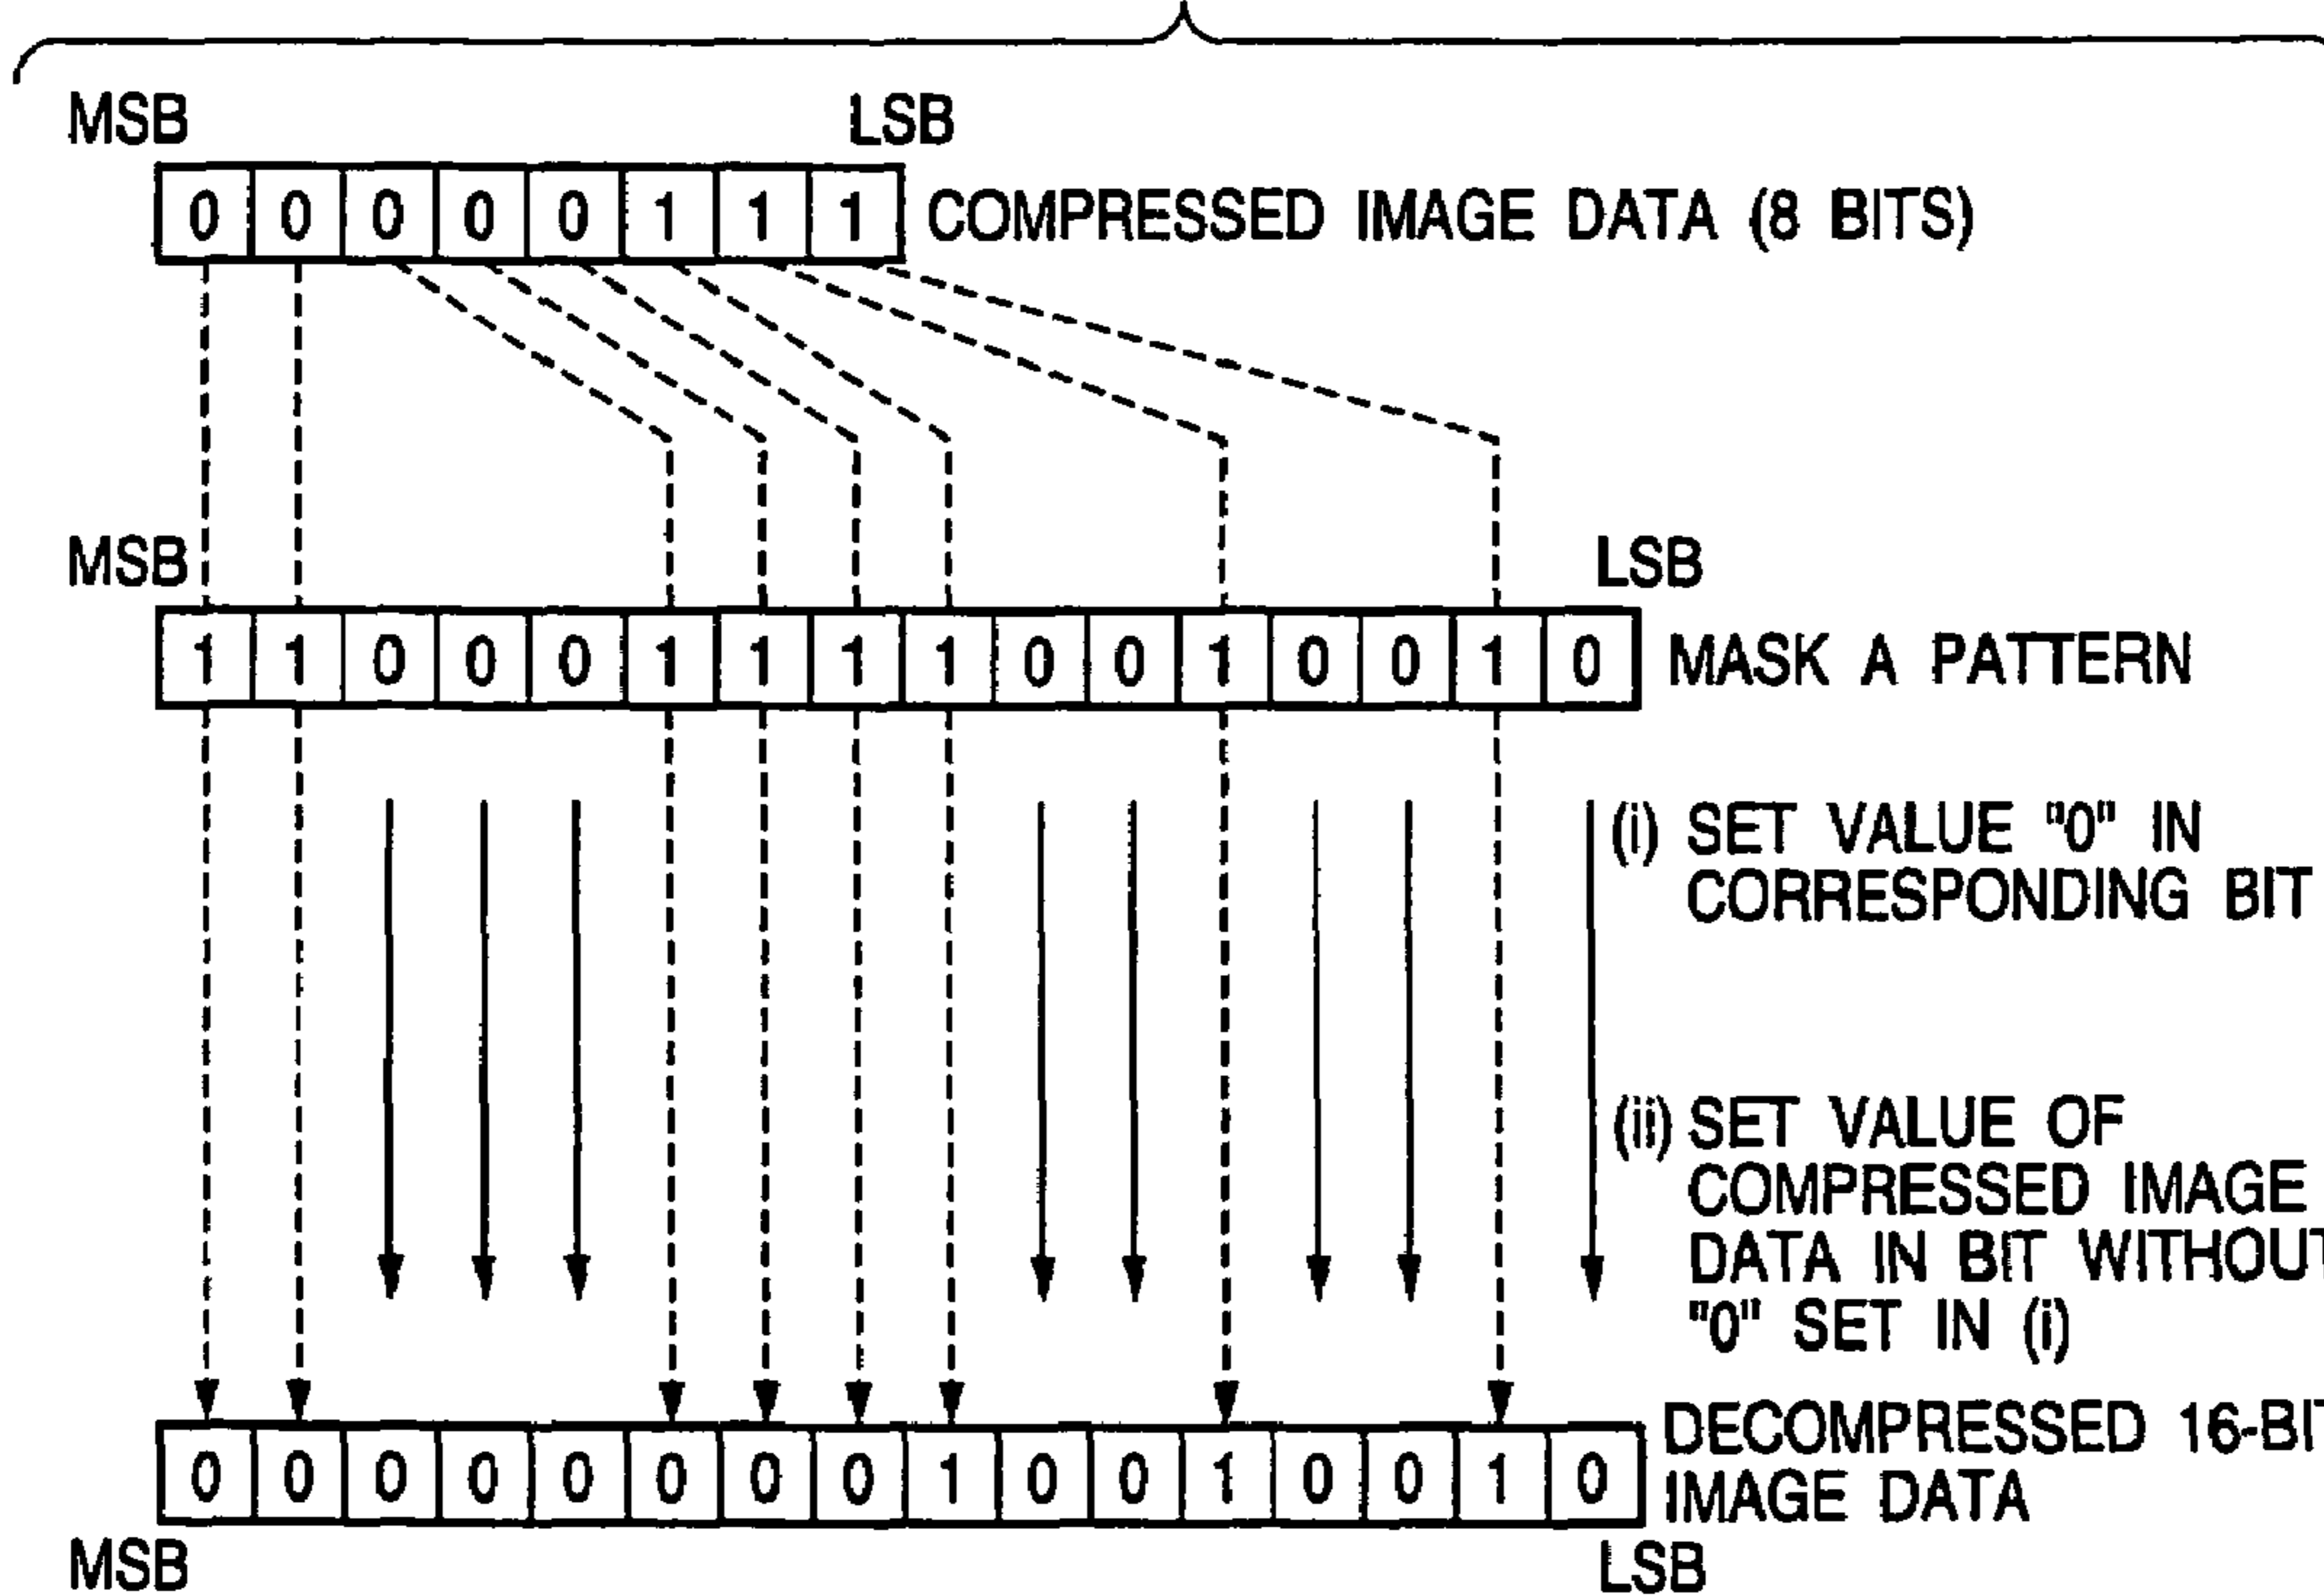 MSB LSB
0 0 0 0 0 1 1 1 COMPRESSED IMAGE DATA (8 BITS)
MSB LSB
1 1 0 0 0 1 1 1 1 0 0 1 0 0 1 0 MASK A PATTERN
(i) SET VALUE "0" IN
CORRESPONDING BIT
(ii) SET VALUE OF
COMPRESSED IMAGE
DATA IN BIT WITHOUT
"0" SET IN (i)
DECOMPRESSED 16-BIT
IMAGE DATA
0 0 0 0 0 0 0 0 1 0 0 1 0 0 1 0
MSB LSB